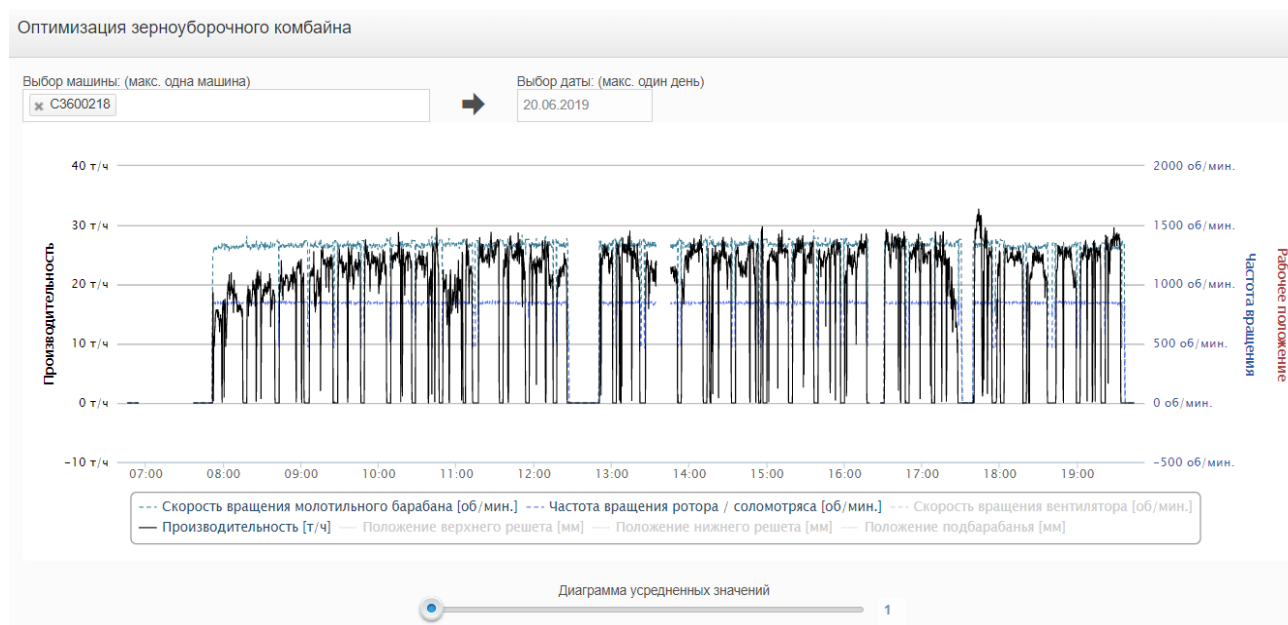 Оптимизация зерноуборочного комбайна
Выбор машины: (макс. одна машина)
Выбор даты: (макс. один день)
C3600218
20.06.2019
40 т/ч
2000 об/мин.
30 т/ч
1500 об/мин.
20 т/ч
1000 об/мин.
10 т/ч
500 об/мин.
0 т/ч
0 об/мин.
-10 т/ч
-500 об/мин.
Производительность
Частота вращения
Рабочее положение
07:00 08:00 09:00 10:00 11:00 12:00 13:00 14:00 15:00 16:00 17:00 18:00 19:00
Скорость вращения молотильного барабана [об/мин.] Частота вращения ротора / соломотряса [об/мин.] Скорость вращения вентилятора [об/мин.]
Производительность [т/ч] Положение верхнего решета [мм] Положение нижнего решета [мм] Положение подбарабанья [мм]
Диаграмма усредненных значений
1